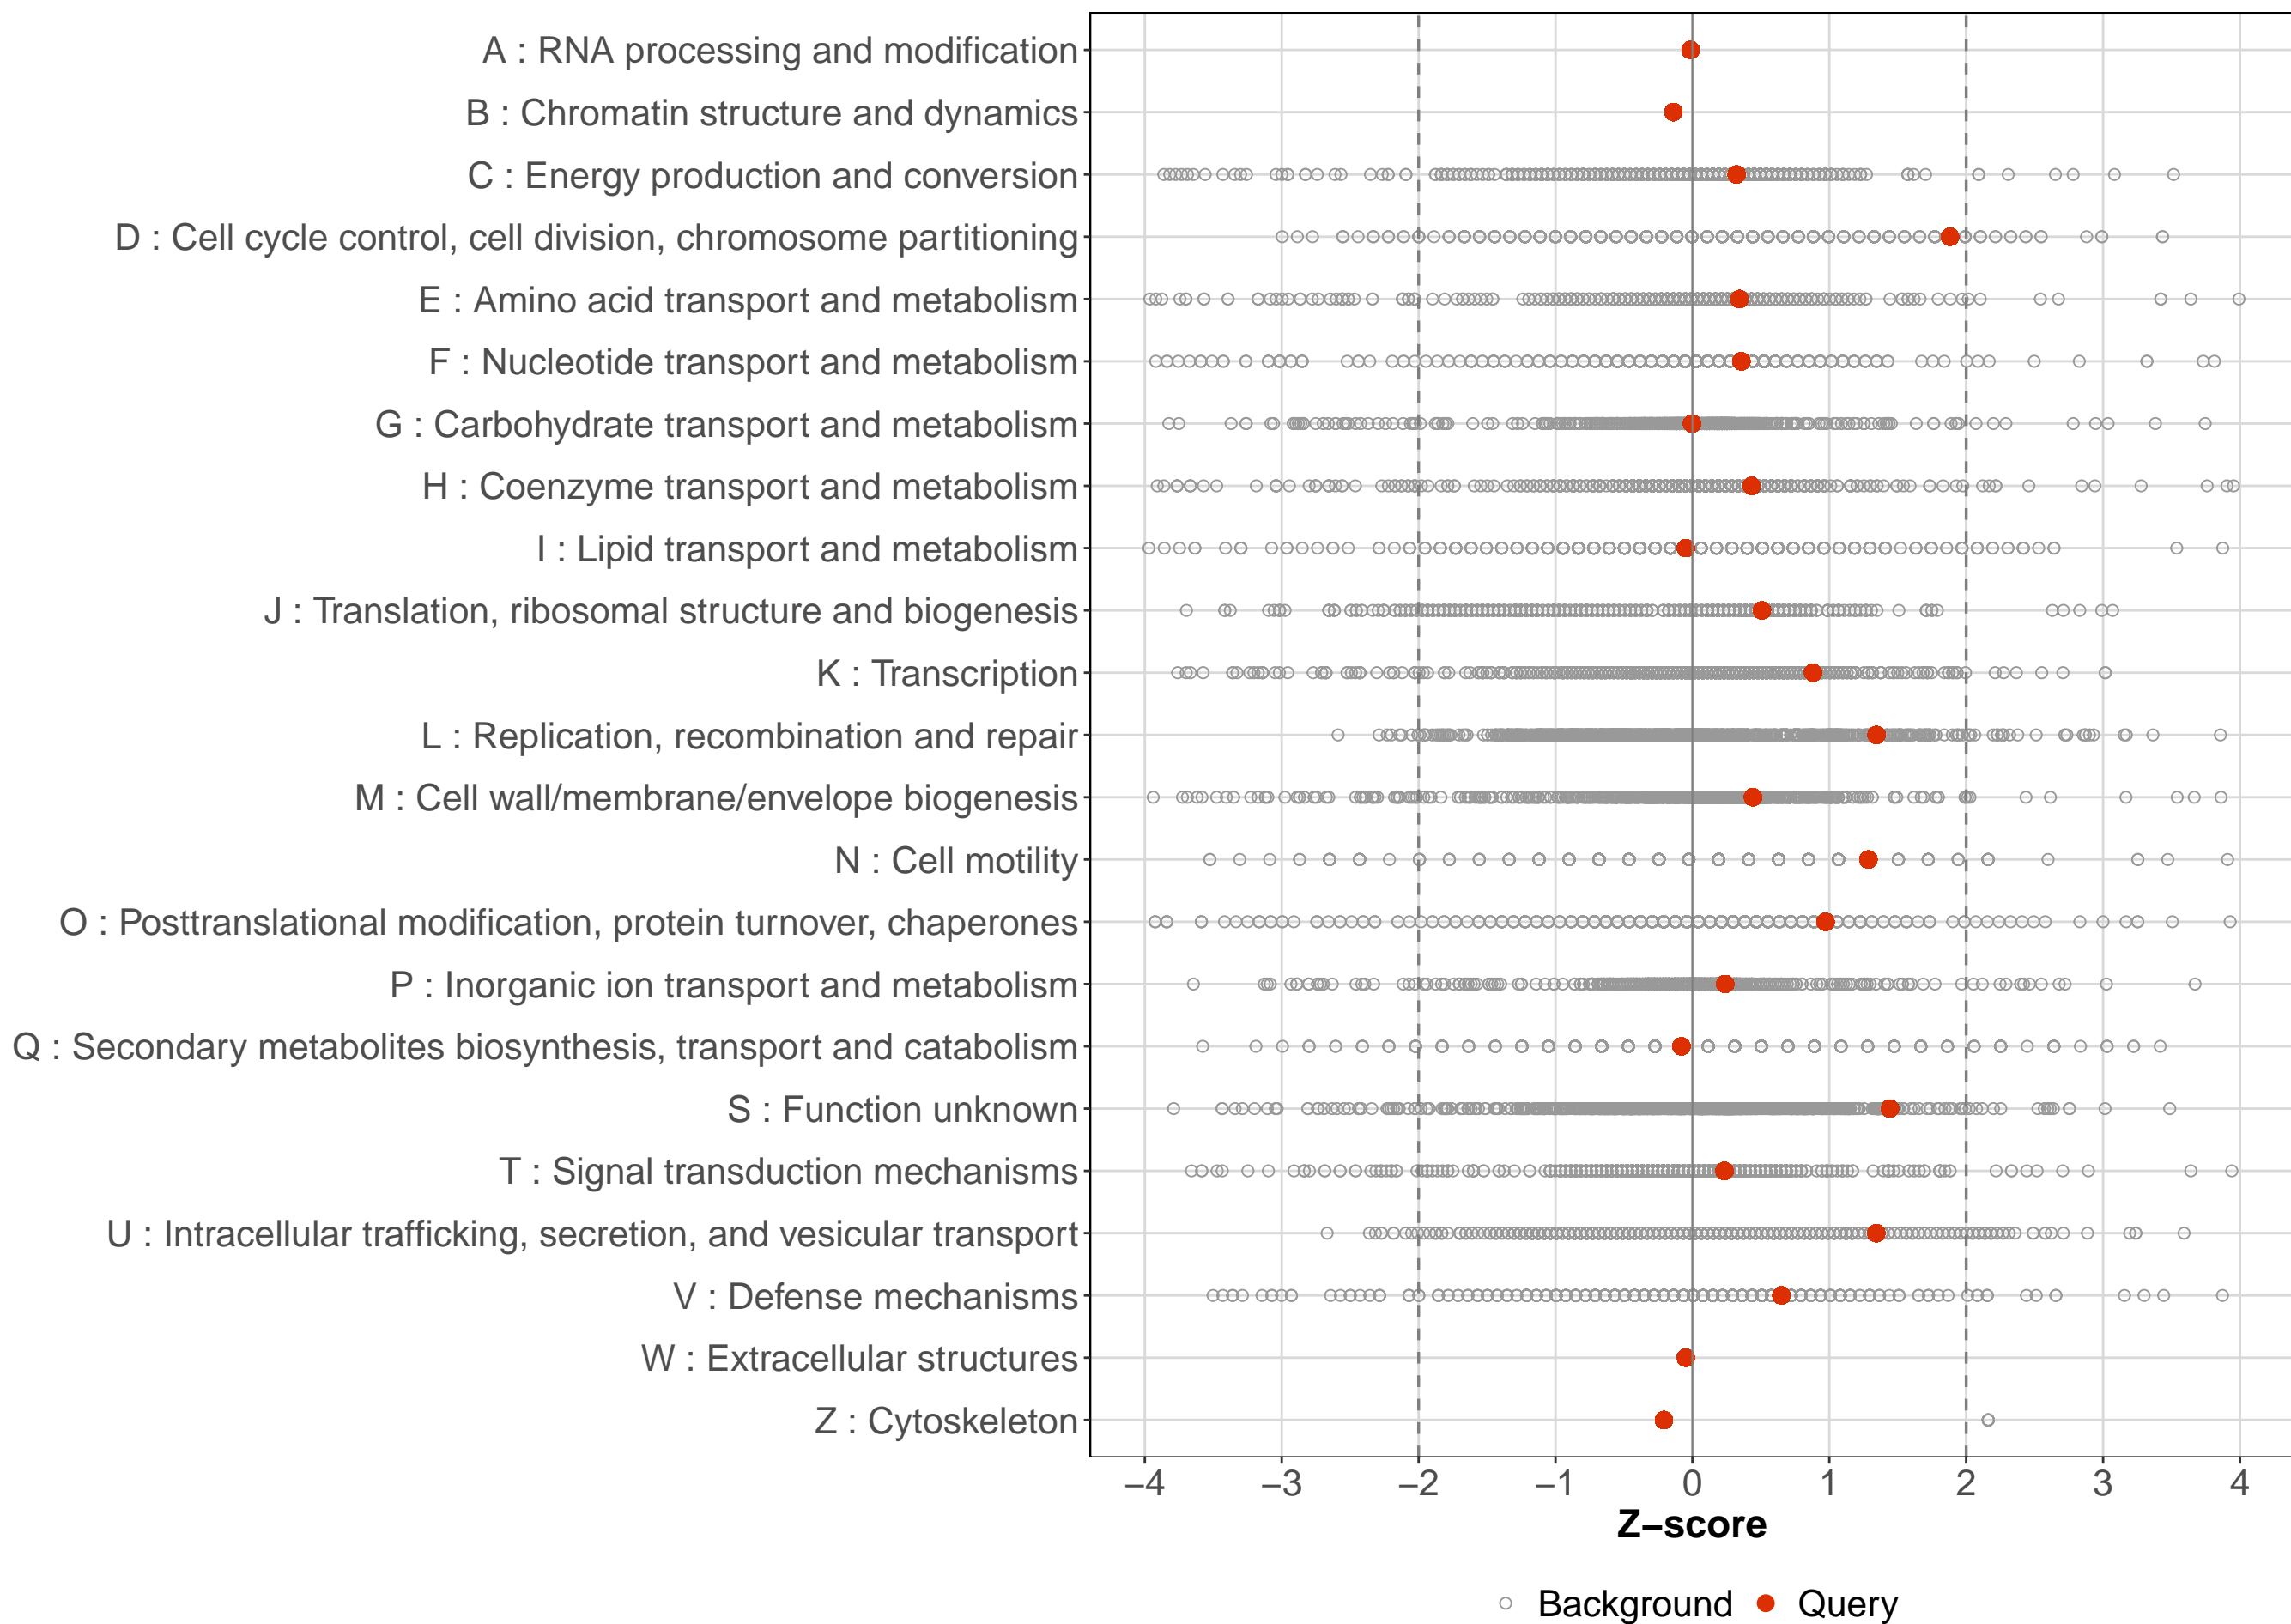 A : RNA processing and modification
B : Chromatin structure and dynamics
C : Energy production and conversion
D : Cell cycle control, cell division, chromosome partitioning
E : Amino acid transport and metabolism
F : Nucleotide transport and metabolism
G : Carbohydrate transport and metabolism
H : Coenzyme transport and metabolism
I : Lipid transport and metabolism
J : Translation, ribosomal structure and biogenesis
K : Transcription
L : Replication, recombination and repair
M : Cell wall/membrane/envelope biogenesis
N : Cell motility
O : Posttranslational modification, protein turnover, chaperones
P : Inorganic ion transport and metabolism
Q : Secondary metabolites biosynthesis, transport and catabolism
S : Function unknown
T : Signal transduction mechanisms
U : Intracellular trafficking, secretion, and vesicular transport
V : Defense mechanisms
W : Extracellular structures
Z : Cytoskeleton
−4 −3 −2 −1 0 1 2 3 4
Z−score
Background Query